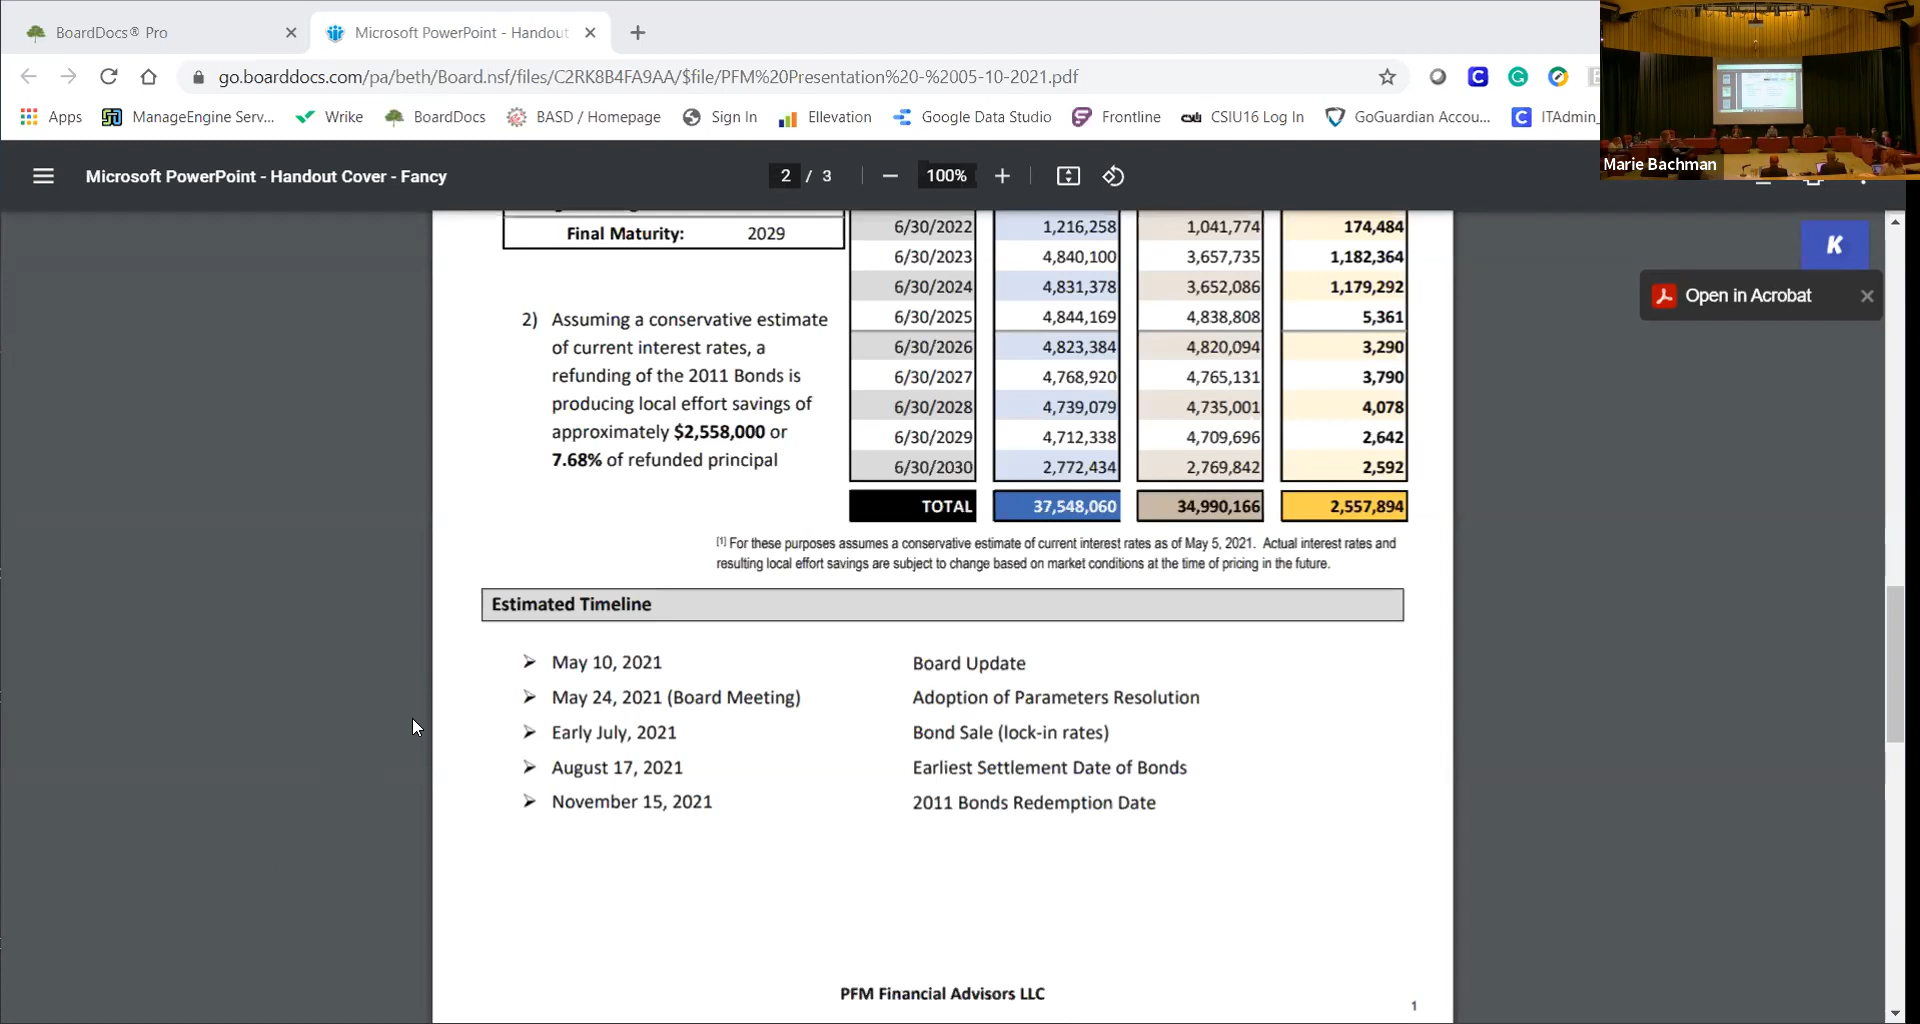 BoardDocs® Pro
Microsoft PowerPoint - Handout
go.boarddocs.com/pa/beth/Board.nsf/files/C2RK8B4FA9AA/$file/PFM%20Presentation%20-%2005-10-2021.pdf
Apps ManageEngine Serv... Wrike BoardDocs BASD / Homepage Sign In Ellevation Google Data Studio Frontline CSIU16 Log In GoGuardian Accou... ITAdmin
Marie Bachman
Microsoft PowerPoint - Handout Cover - Fancy 2 / 3 100%
K
Open in Acrobat
Final Maturity: 2029
6/30/2022 1,216,258 1,041,774 174,484
6/30/2023 4,840,100 3,657,735 1,182,364
6/30/2024 4,831,378 3,652,086 1,179,292
6/30/2025 4,844,169 4,838,808 5,361
6/30/2026 4,823,384 4,820,094 3,290
6/30/2027 4,768,920 4,765,131 3,790
6/30/2028 4,739,079 4,735,001 4,078
6/30/2029 4,712,338 4,709,696 2,642
6/30/2030 2,772,434 2,769,842 2,592
TOTAL 37,548,060 34,990,166 2,557,894
2) Assuming a conservative estimate
of current interest rates, a
refunding of the 2011 Bonds is
producing local effort savings of
approximately $2,558,000 or
7.68% of refunded principal
[1] For these purposes assumes a conservative estimate of current interest rates as of May 5, 2021. Actual interest rates and
resulting local effort savings are subject to change based on market conditions at the time of pricing in the future.
Estimated Timeline
➢ May 10, 2021 Board Update
➢ May 24, 2021 (Board Meeting) Adoption of Parameters Resolution
➢ Early July, 2021 Bond Sale (lock-in rates)
➢ August 17, 2021 Earliest Settlement Date of Bonds
➢ November 15, 2021 2011 Bonds Redemption Date
PFM Financial Advisors LLC
1